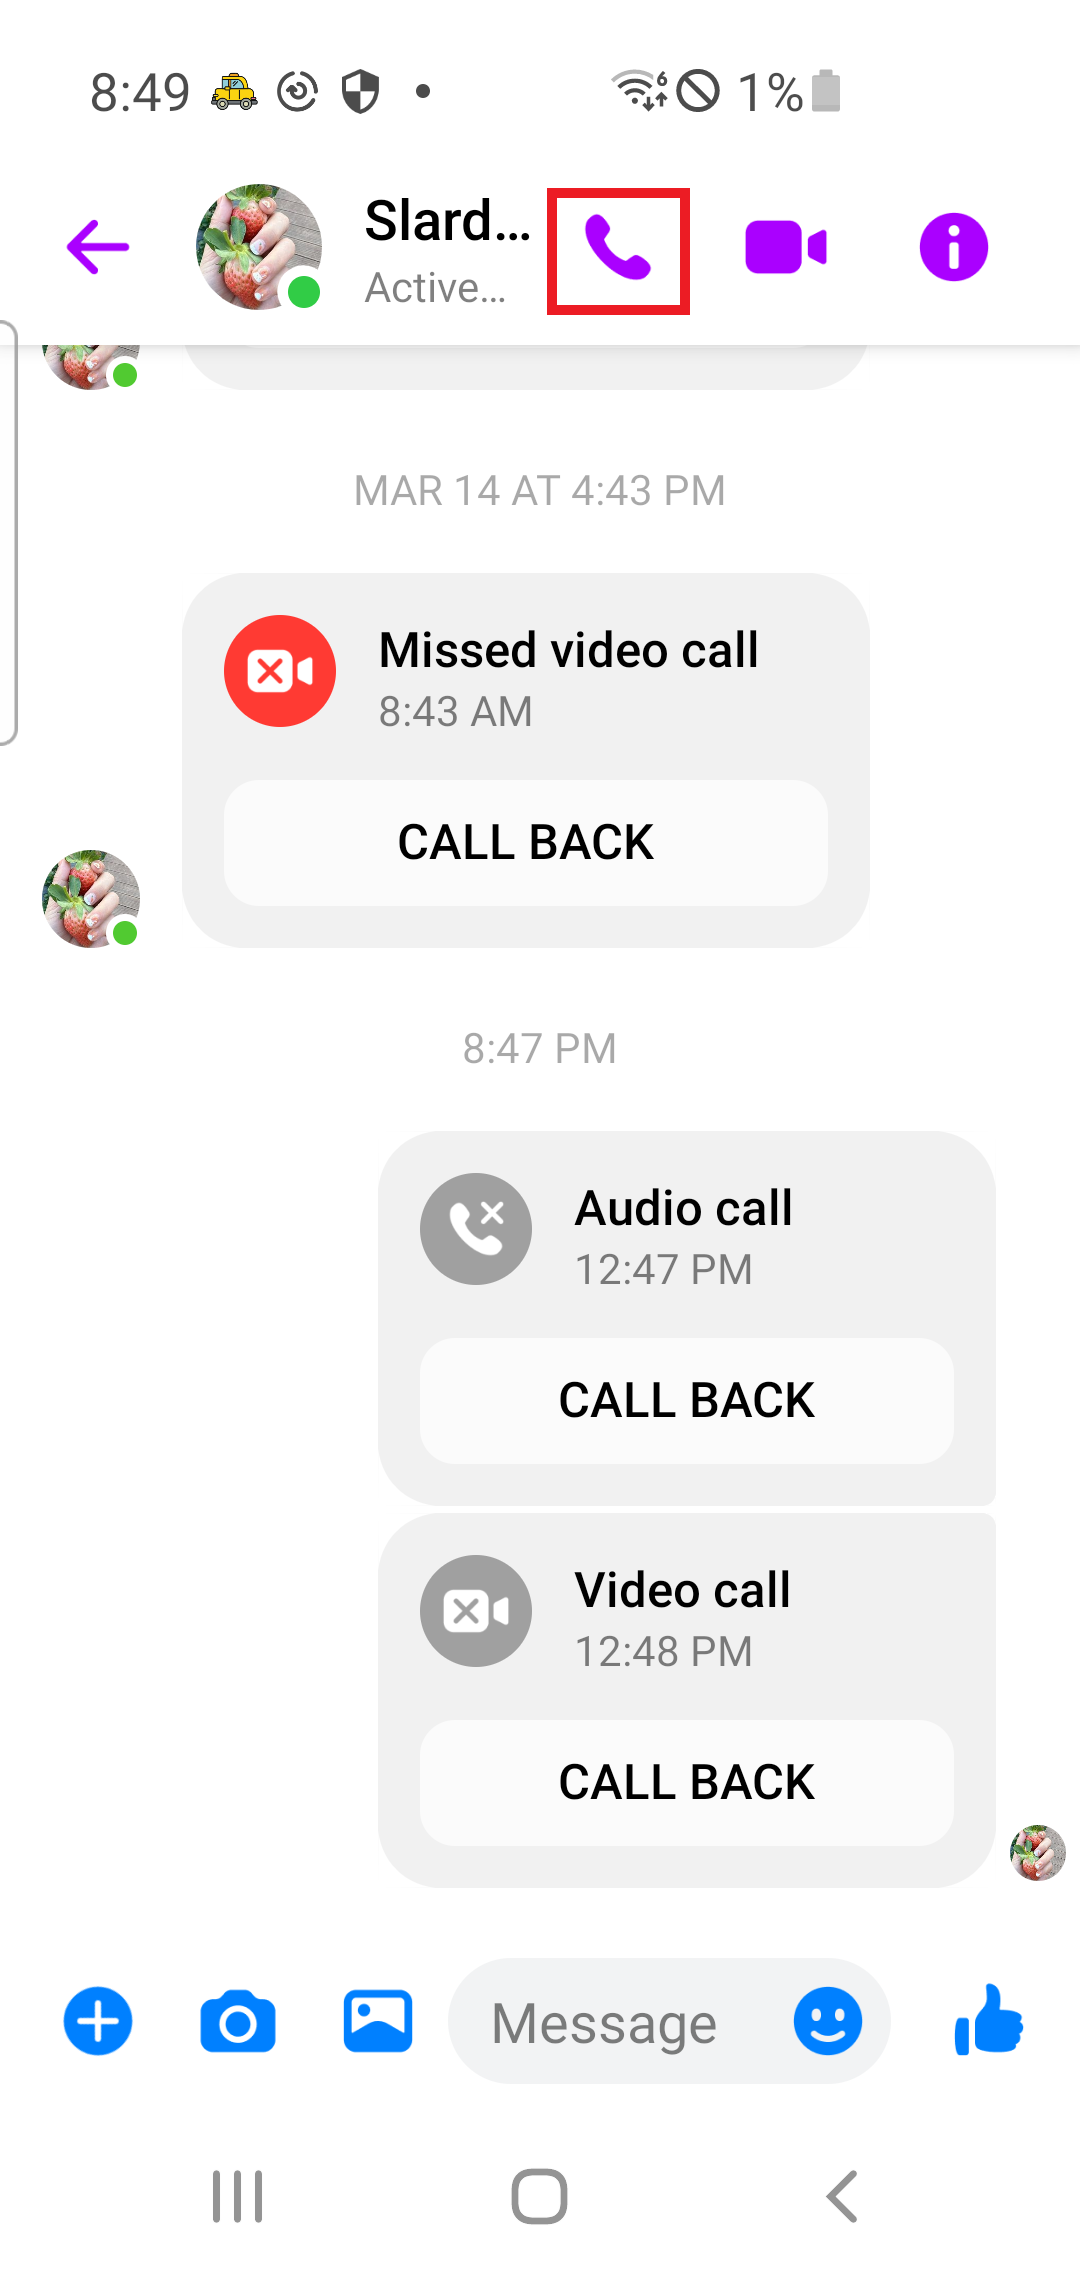 8:49 1%
Slard...
Active...
MAR 14 AT 4:43 PM
Missed video call
8:43 AM
CALL BACK
8:47 PM
Audio call
12:47 PM
CALL BACK
Video call
12:48 PM
CALL BACK
Message